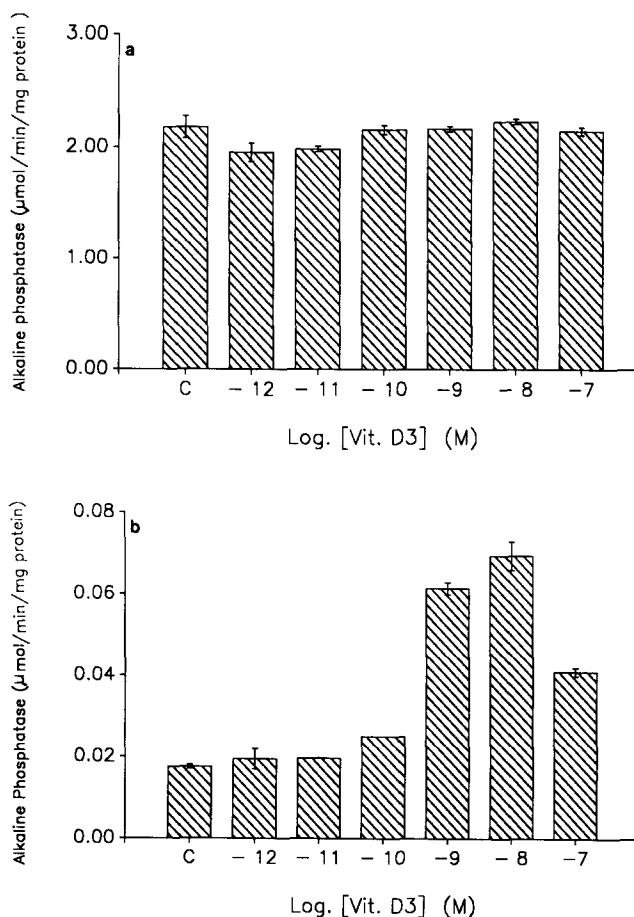 a
Alkaline phosphatase (μmol/min/mg protein)
3.00
2.00
1.00
0.00
C -12 -11 -10 -9 -8 -7
Log. [Vit. D3] (M)
b
Alkaline Phosphatase (μmol/min/mg protein)
0.08
0.06
0.04
0.02
0.00
C -12 -11 -10 -9 -8 -7
Log. [Vit. D3] (M)